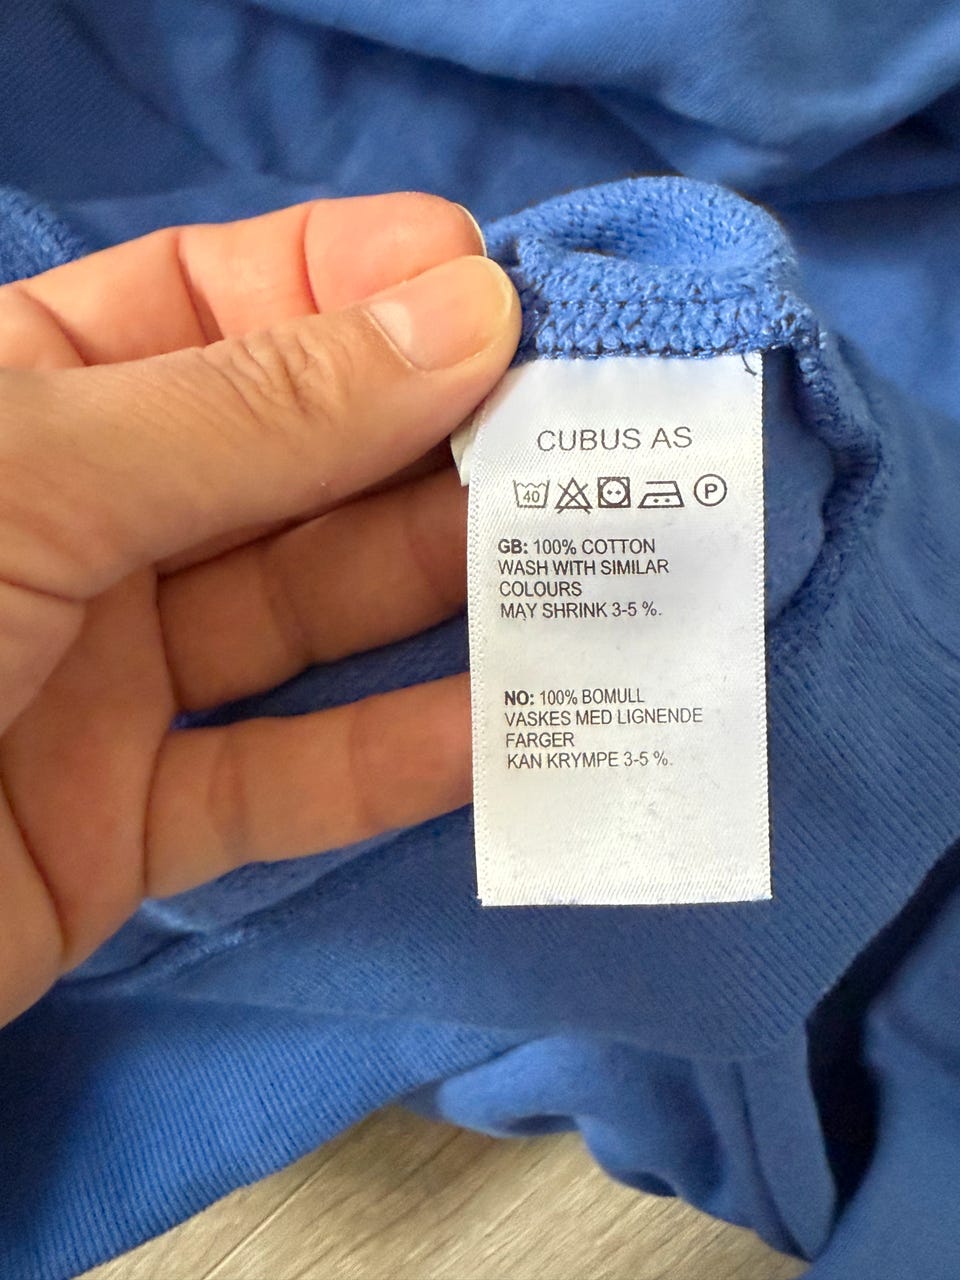 CUBUS AS
40 P
GB: 100% COTTON
WASH WITH SIMILAR
COLOURS
MAY SHRINK 3-5 %.
NO: 100% BOMULL
VASKES MED LIGNENDE
FARGER
KAN KRYMPE 3-5 %.